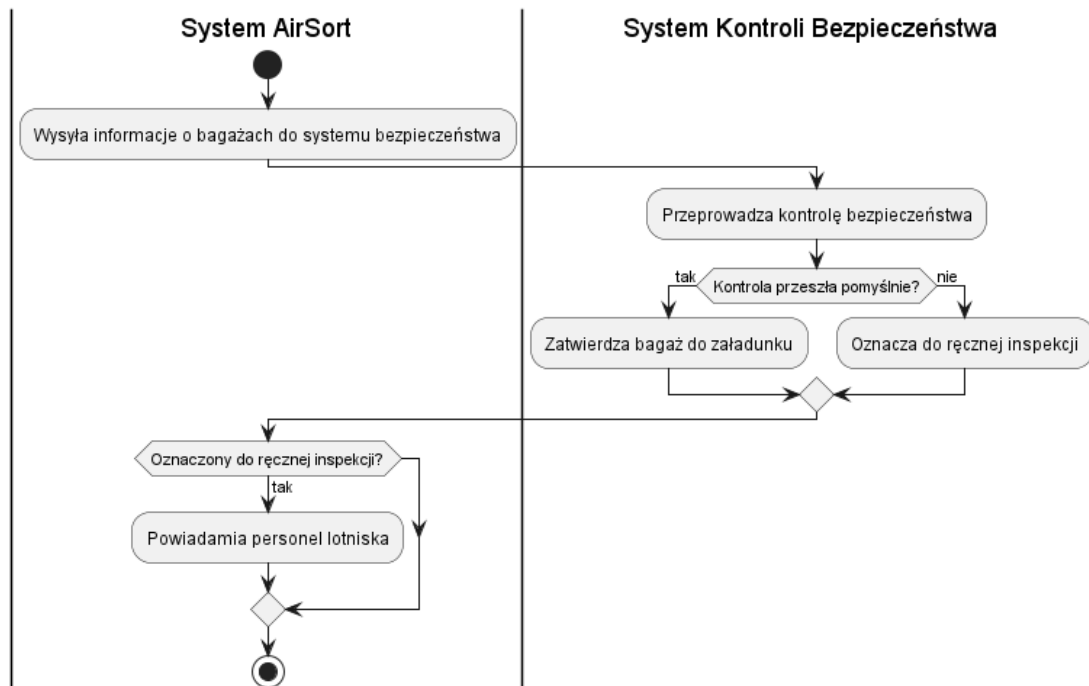 System AirSort
System Kontroli Bezpieczeństwa
Wysyła informacje o bagażach do systemu bezpieczeństwa
Przeprowadza kontrolę bezpieczeństwa
tak
Kontrola przeszła pomyślnie?
nie
Zatwierdza bagaż do załadunku
Oznacza do ręcznej inspekcji
Oznaczony do ręcznej inspekcji?
tak
Powiadamia personel lotniska